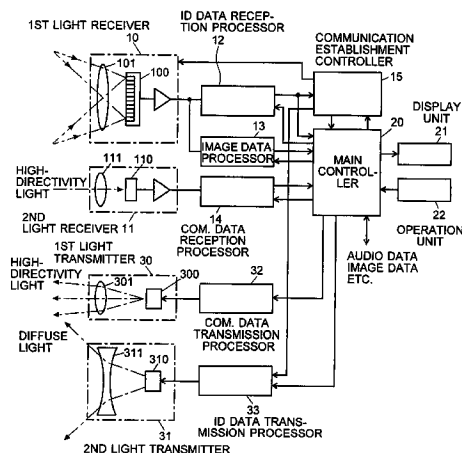 1ST LIGHT RECEIVER
10
101
100
ID DATA RECEP-
TION PROCESSOR
12
COMMUNICATION
ESTABLISHMENT
CONTROLLER
15
13
IMAGE DATA
PROCESSOR
20
MAIN
CONTROL-
LER
DISPLAY
UNIT
21
22
OPERATION
UNIT
111
110
HIGH-
DIRECTIVITY
LIGHT
2ND
LIGHT RECEIVER 11
14
COM. DATA
RECEPTION
PROCESSOR
AUDIO DATA
IMAGE DATA
ETC.
1ST LIGHT
TRANSMITTER
30
HIGH-
DIRECTIVITY
LIGHT
301
300
32
COM. DATA
TRANSMISSION
PROCESSOR
DIFFUSE
LIGHT
311
310
31
2ND LIGHT TRANSMITTER
33
ID DATA TRANS-
MISSION PROCESSOR